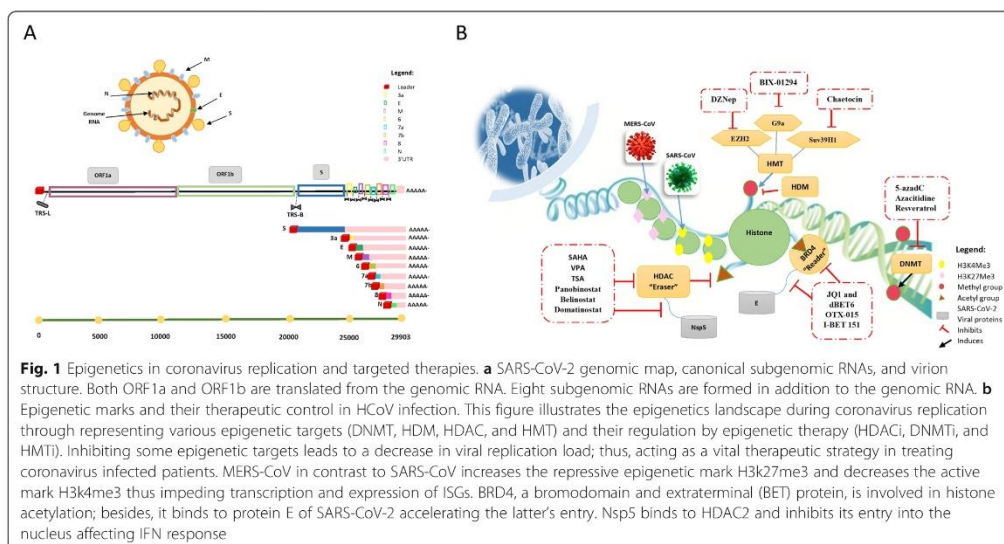 A
M
N
E
Genome
RNA
S
Legend:
Leader
3a
E
M
6
7a
7b
8
N
3'UTR
ORF1a
ORF1b
S
AAAAA-
TRS-L
TRS-B
S
AAAAA-
3a
AAAAA-
E
AAAAA-
M
AAAAA-
6
AAAAA-
7a
AAAAA-
7b
AAAAA-
8
AAAAA-
N
AAAAA-
0
5000
10000
15000
20000
25000
29903
B
BIX-01294
DZNep
Chaetocin
G9a
EZH2
Suv39H1
HMT
MERS-CoV
SARS-CoV
HDM
5-azadC
Azacitidine
Resveratrol
Histone
BRD4
"Reader"
DNMT
SAHA
VPA
TSA
Panobinostat
Belinostat
Domatinostat
HDAC
"Eraser"
Nsp5
E
JQ1 and
dBET6
OTX-015
I-BET 151
Legend:
H3K4Me3
H3K27Me3
Methyl group
Acetyl group
SARS-CoV-2
Viral proteins
Inhibits
Induces
Fig. 1 Epigenetics in coronavirus replication and targeted therapies. a SARS-CoV-2 genomic map, canonical subgenomic RNAs, and virion
structure. Both ORF1a and ORF1b are translated from the genomic RNA. Eight subgenomic RNAs are formed in addition to the genomic RNA. b
Epigenetic marks and their therapeutic control in HCoV infection. This figure illustrates the epigenetics landscape during coronavirus replication
through representing various epigenetic targets (DNMT, HDM, HDAC, and HMT) and their regulation by epigenetic therapy (HDACi, DNMTi, and
HMTi). Inhibiting some epigenetic targets leads to a decrease in viral replication load; thus, acting as a vital therapeutic strategy in treating
coronavirus infected patients. MERS-CoV in contrast to SARS-CoV increases the repressive epigenetic mark H3k27me3 and decreases the active
mark H3k4me3 thus impeding transcription and expression of ISGs. BRD4, a bromodomain and extraterminal (BET) protein, is involved in histone
acetylation; besides, it binds to protein E of SARS-CoV-2 accelerating the latter's entry. Nsp5 binds to HDAC2 and inhibits its entry into the
nucleus affecting IFN response